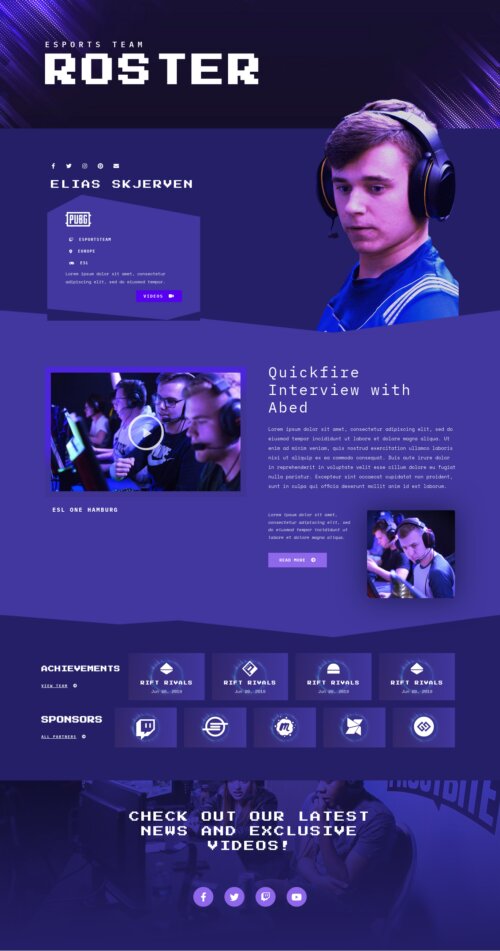 ESPORTS TEAM
ROSTER
ELIAS SKJERVEN
PUBG
ESPORTSTEAM
EUROPE
ESL
Lorem ipsum dolor sit amet, consectetur
adipiscing elit, sed do eiusmod tempor.
VIDEOS
Quickfire
Interview with
Abed
Lorem ipsum dolor sit amet, consectetur adipiscing elit, sed do
eiusmod tempor incididunt ut labore et dolore magna aliqua. Ut
enim ad minim veniam, quis nostrud exercitation ullamco laboris
nisi ut aliquip ex ea commodo consequat. Duis aute irure dolor
in reprehenderit in voluptate velit esse cillum dolore eu fugiat
nulla pariatur. Excepteur sint occaecat cupidatat non proident,
sunt in culpa qui officia deserunt mollit anim id est laborum.
ESL ONE HAMBURG
Lorem ipsum dolor sit amet,
consectetur adipiscing elit, sed do
eiusmod tempor incididunt ut
labore et dolore magna aliqua.
READ MORE
ACHIEVEMENTS
VIEW TEAM
RIFT RIVALS
Jun 28, 2019
RIFT RIVALS
Jun 28, 2019
RIFT RIVALS
Jun 28, 2019
RIFT RIVALS
Jun 28, 2019
SPONSORS
ALL PARTNERS
FROSTBITE
CHECK OUT OUR LATEST
NEWS AND EXCLUSIVE
VIDEOS!